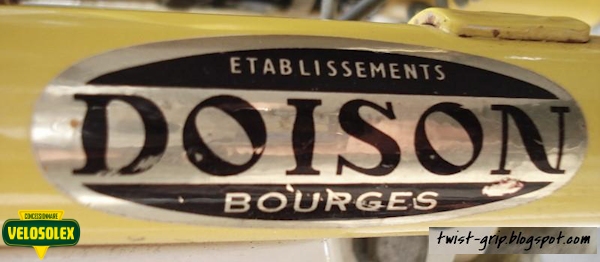 ETABLISSEMENTS
DOISON
BOURGES
CONCESSIONNAIRE
VELOSOLEX
twist-grip.blogspot.com